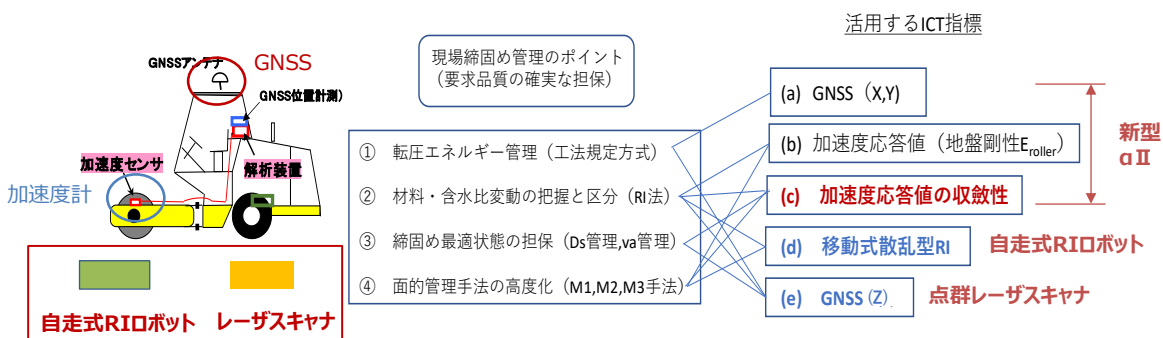 GNSSアンテナ
GNSS
GNSS位置計測)
加速度センサ
解析装置
加速度計
自走式RIロボット
レーザスキャナ
現場締固め管理のポイント
(要求品質の確実な担保)
① 転圧エネルギー管理(工法規定方式)
② 材料・含水比変動の把握と区分(RI法)
③ 締固め最適状態の担保(Ds管理,va管理)
④ 面的管理手法の高度化(M1,M2,M3手法)
活用するICT指標
(a) GNSS(X,Y)
(b) 加速度応答値(地盤剛性Eroller)
(c) 加速度応答値の収斂性
(d) 移動式散乱型RI
(e) GNSS(Z)
新型
αⅡ
自走式RIロボット
点群レーザスキャナ